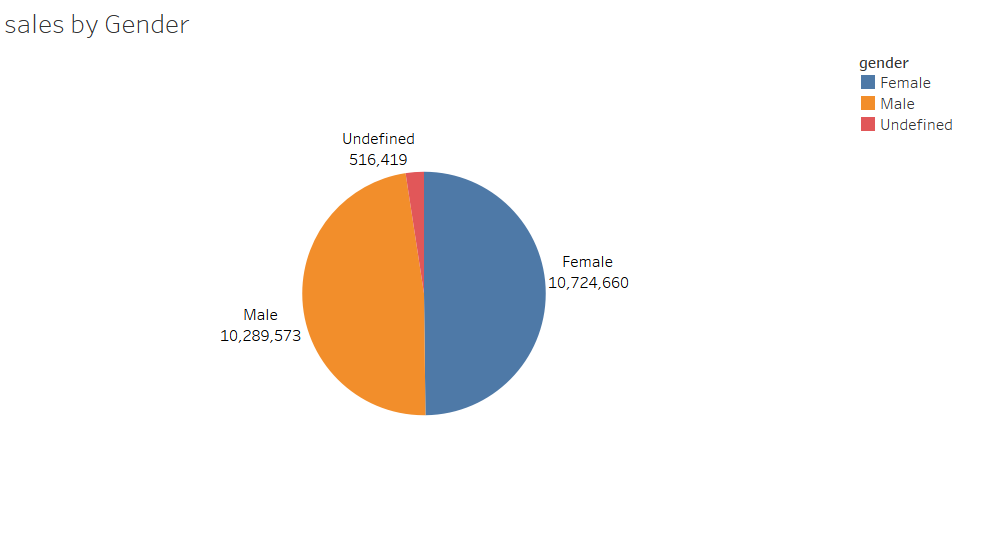 sales by Gender
gender
Female
Male
Undefined
Undefined
516,419
Female
10,724,660
Male
10,289,573